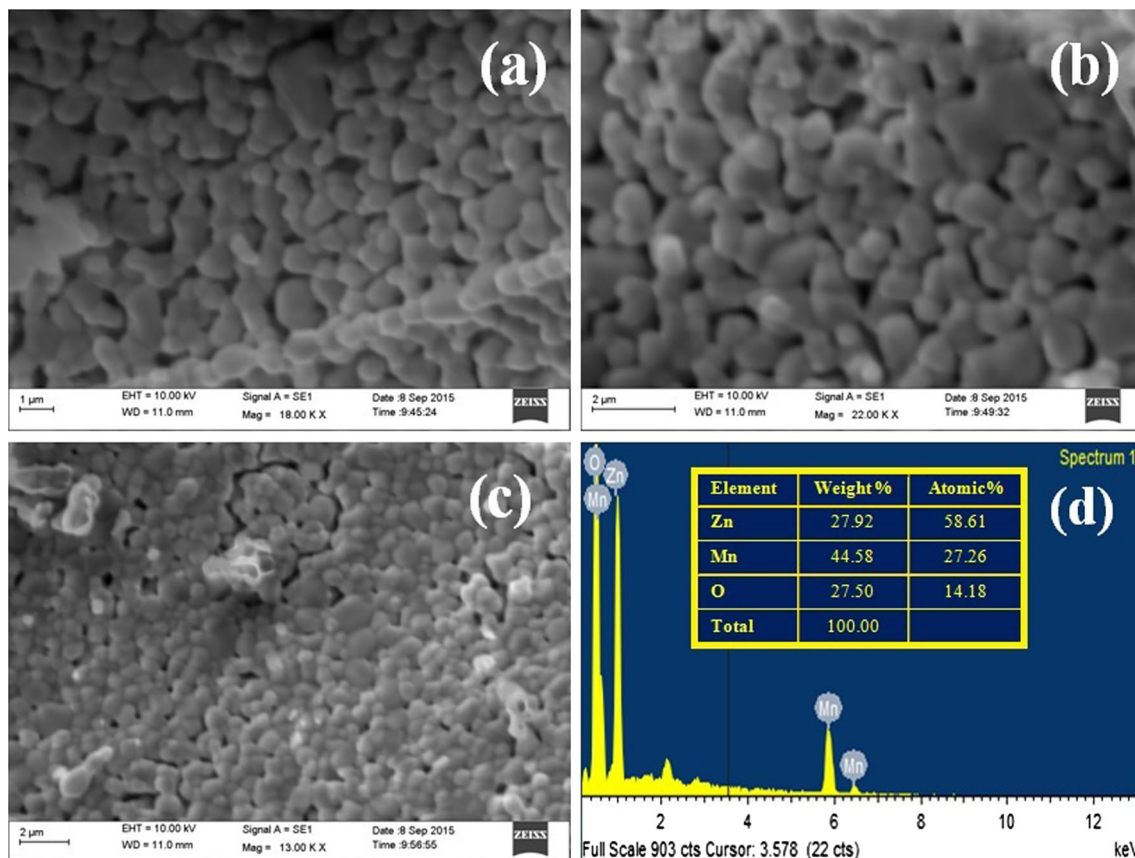 (a)
1 µm
EHT = 10.00 kV Signal A = SE1 Date :8 Sep 2015
WD = 11.0 mm Mag = 18.00 K X Time :9:45:24
ZEISS
(b)
2 µm
EHT = 10.00 kV Signal A = SE1 Date :8 Sep 2015
WD = 11.0 mm Mag = 22.00 K X Time :9:49:32
ZEISS
(c)
2 µm
EHT = 10.00 kV Signal A = SE1 Date :8 Sep 2015
WD = 11.0 mm Mag = 13.00 K X Time :9:56:55
ZEISS
Spectrum 1
(d)
O
Zn
Mn
Element Weight% Atomic%
Zn 27.92 58.61
Mn 44.58 27.26
O 27.50 14.18
Total 100.00
Mn
Mn
2 4 6 8 10 12
Full Scale 903 cts Cursor: 3.578 (22 cts) keV